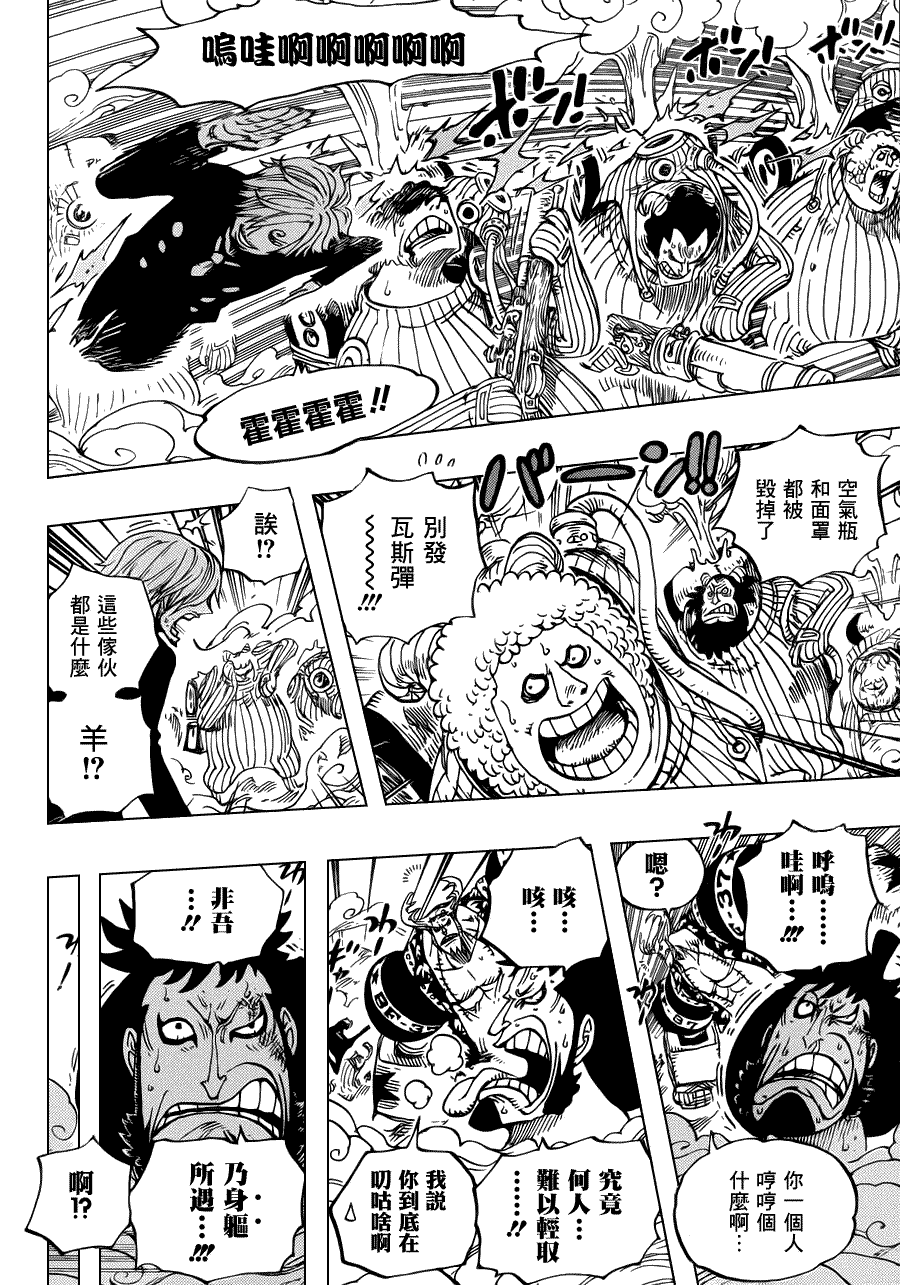 ボン!!
ボン!!
ボン!!
嗚哇啊啊啊啊啊
霍霍霍霍!!
空氣瓶
和面罩
都被
毀掉了
バーン!!
別發
瓦斯彈
!!!
誒!?
這些傢伙
都是什麼
羊!?
呼嗚……
哇啊…!!!
嗯?
你一個人
哼哼個
什麼啊…
咳…
咳…
究竟
何人…
難以輕取
…!!
我說
你到底在
叨咕啥啊
非吾
…!!
乃身軀
所遇…!!!
啊!?